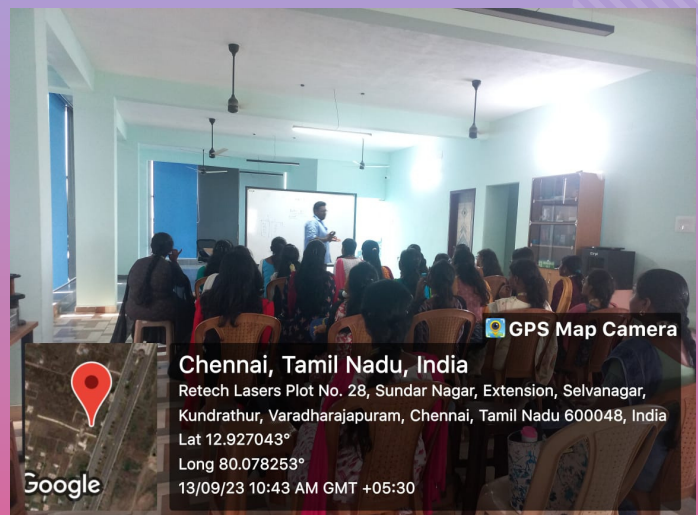 GPS Map Camera
Chennai, Tamil Nadu, India
Retech Lasers Plot No. 28, Sundar Nagar, Extension, Selvanagar,
Kundrathur, Varadharajapuram, Chennai, Tamil Nadu 600048, India
Lat 12.927043°
Long 80.078253°
13/09/23 10:43 AM GMT +05:30
Google